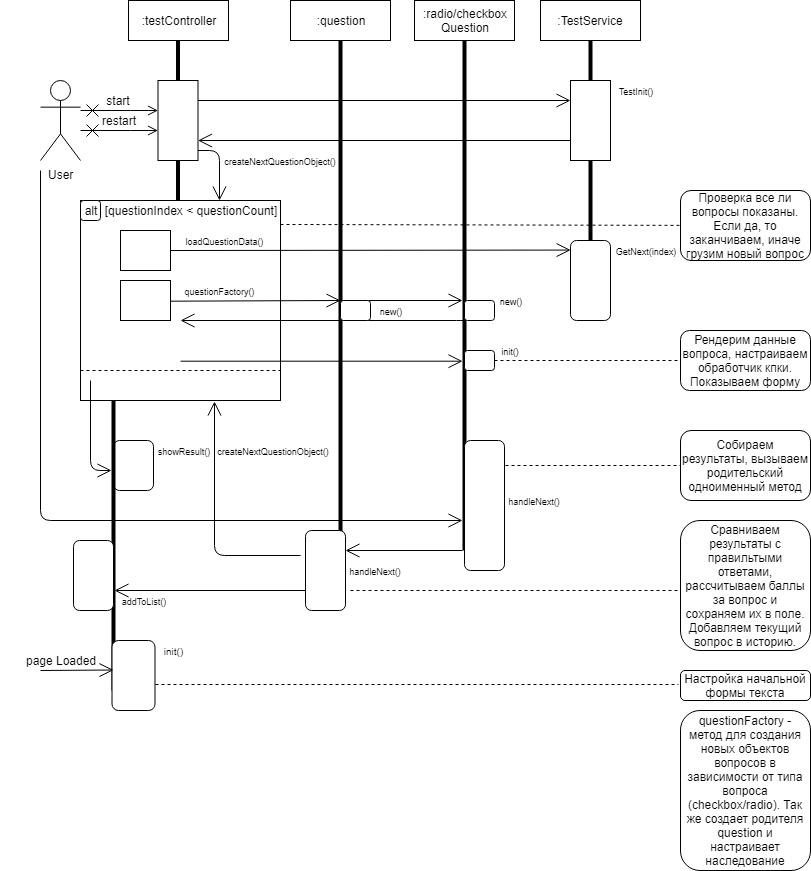 :testController
:question
:radio/checkbox
Question
:TestService
start
restart
User
TestInit()
createNextQuestionObject()
alt
[questionIndex < questionCount]
Проверка все ли
вопросы показаны.
Если да, то
заканчиваем, иначе
грузим новый вопрос
loadQuestionData()
GetNext(index)
questionFactory()
new()
new()
init()
Рендерим данные
вопроса, настраиваем
обработчик кпки.
Показываем форму
showResult()
createNextQuestionObject()
Собираем
результаты, вызываем
родительский
одноименный метод
handleNext()
handleNext()
Сравниваем
результаты с
правильтыми
ответами,
рассчитываем баллы
за вопрос и
сохраняем их в поле.
Добавляем текущий
вопрос в историю.
addToList()
page Loaded
init()
Настройка начальной
формы текста
questionFactory -
метод для создания
новых объектов
вопросов в
зависимости от типа
вопроса
(checkbox/radio). Так
же создает родителя
question и
настраивает
наследование